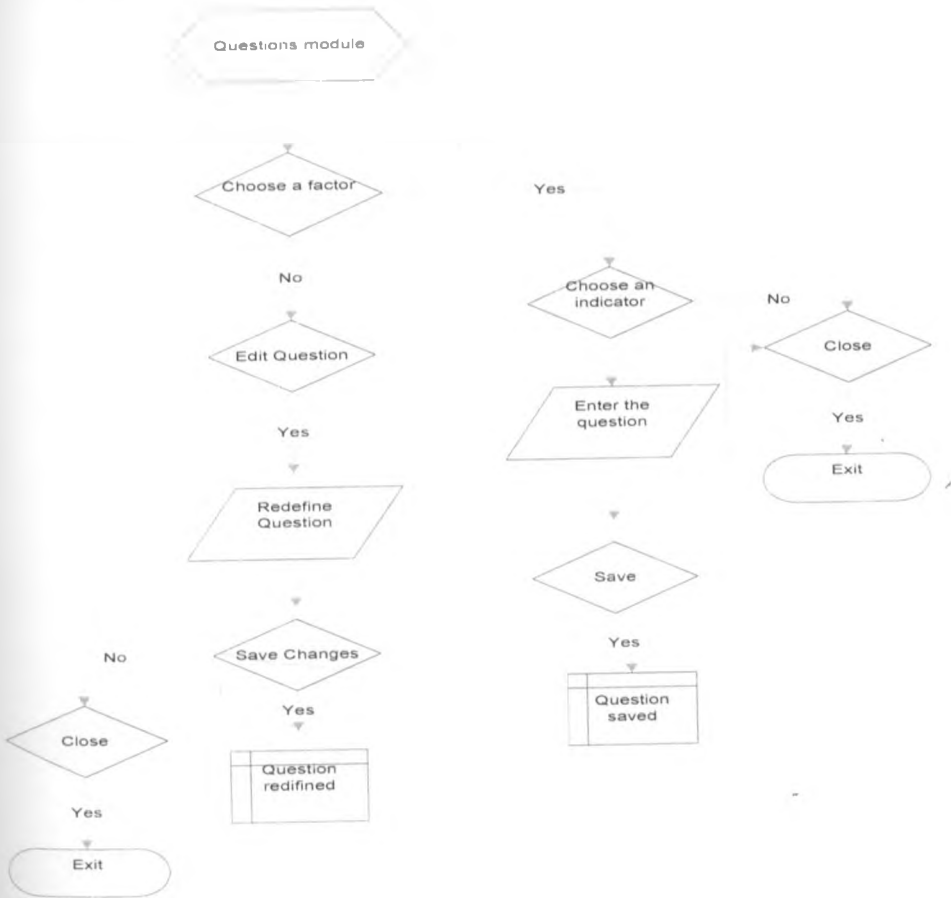 Questions module
Choose a factor
Yes
No
Choose an
indicator
No
Close
Edit Question
Yes
Enter the
question
Yes
Exit
Redefine
Question
Save
No
Save Changes
Yes
Yes
Question
saved
Close
Question
redifined
Yes
Exit